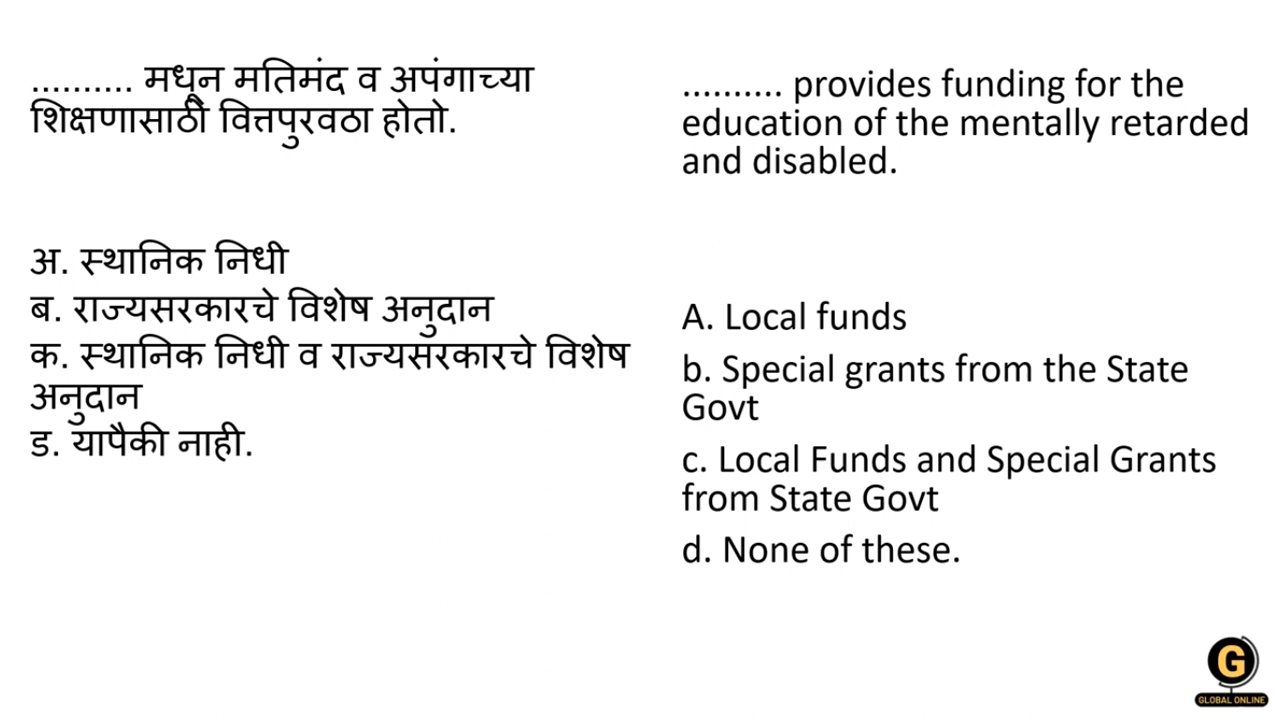 .......... मधून मतिमंद व अपंगाच्या
शिक्षणासाठी वित्तपुरवठा होतो.
अ. स्थानिक निधी
ब. राज्यसरकारचे विशेष अनुदान
क. स्थानिक निधी व राज्यसरकारचे विशेष
अनुदान
ड. यापैकी नाही.
.......... provides funding for the
education of the mentally retarded
and disabled.
A. Local funds
b. Special grants from the State
Govt
c. Local Funds and Special Grants
from State Govt
d. None of these.
G
GLOBAL ONLINE